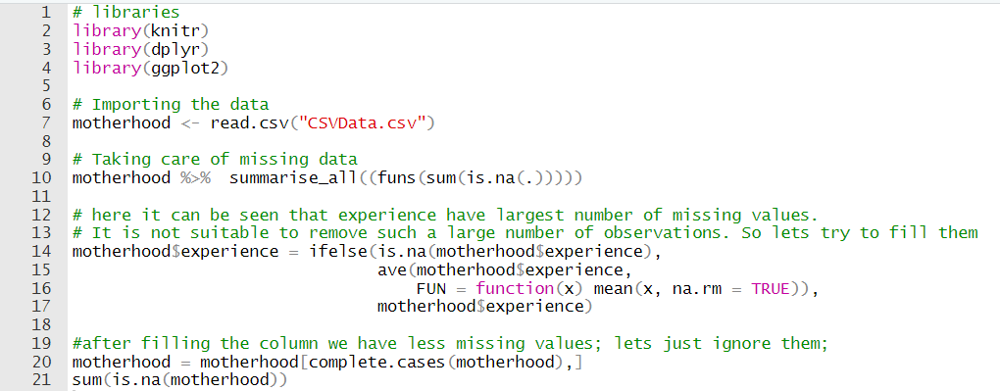 1 # libraries
2 library(knitr)
3 library(dplyr)
4 library(ggplot2)
5
6 # Importing the data
7 motherhood <- read.csv("CSVData.csv")
8
9 # Taking care of missing data
10 motherhood %>%  summarise_all((funs(sum(is.na(.)))))
11
12 # here it can be seen that experience have largest number of missing values.
13 # It is not suitable to remove such a large number of observations. So lets try to fill them
14 motherhood$experience = ifelse(is.na(motherhood$experience),
15                                ave(motherhood$experience,
16                                    FUN = function(x) mean(x, na.rm = TRUE)),
17                                motherhood$experience)
18
19 #after filling the column we have less missing values; lets just ignore them;
20 motherhood = motherhood[complete.cases(motherhood),]
21 sum(is.na(motherhood))